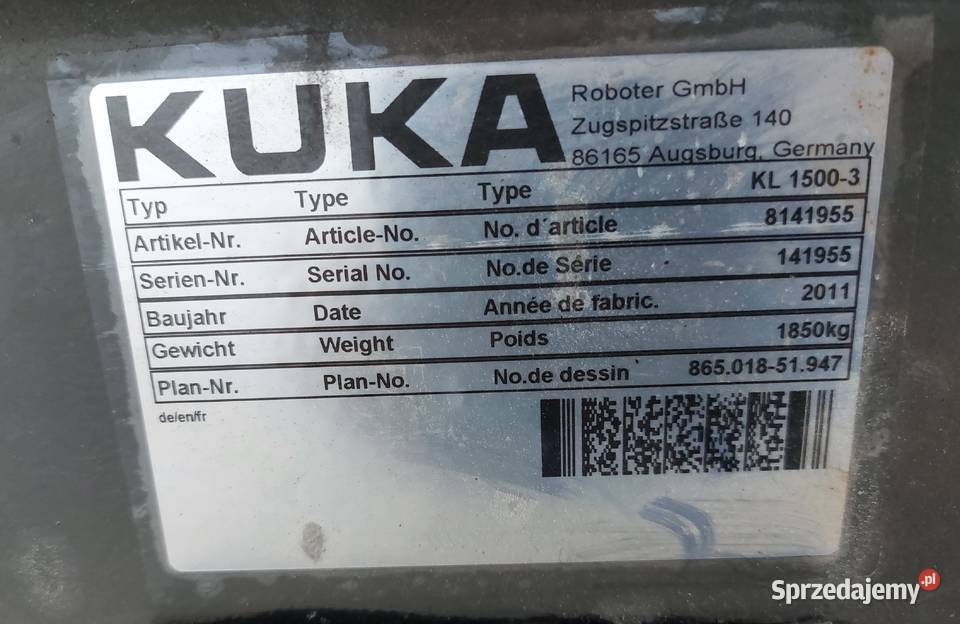 KUKA
Roboter GmbH
Zugspitzstraße 140
86165 Augsburg, Germany
Typ Type Type KL 1500-3
Artikel-Nr. Article-No. No. d´article 8141955
Serien-Nr. Serial No. No.de Série 141955
Baujahr Date Année de fabric. 2011
Gewicht Weight Poids 1850kg
Plan-Nr. Plan-No. No.de dessin 865.018-51.947
de/en/fr
Sprzedajemy.pl